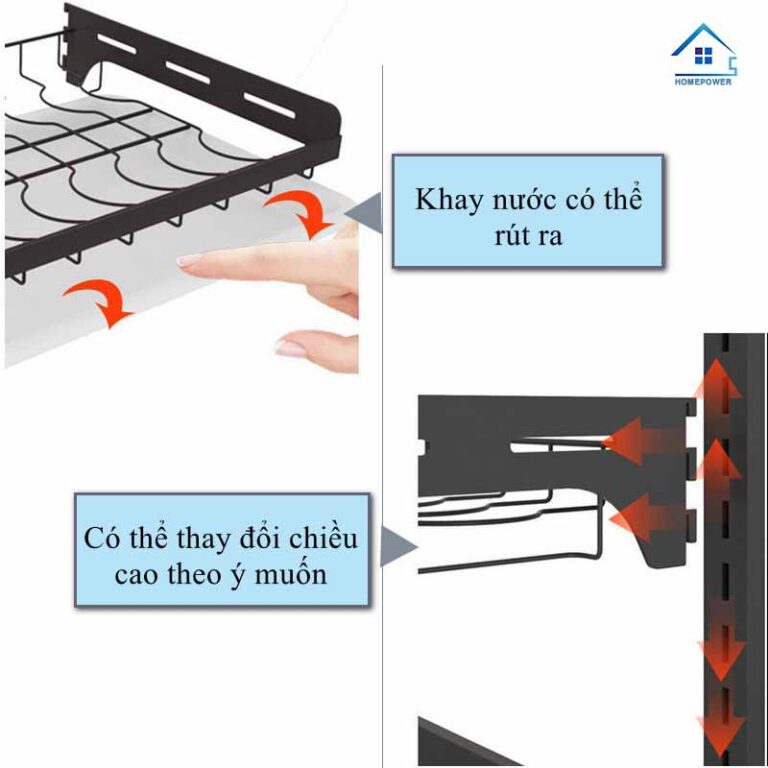 HOMEPOWER
Khay nước có thể
rút ra
Có thể thay đổi chiều
cao theo ý muốn